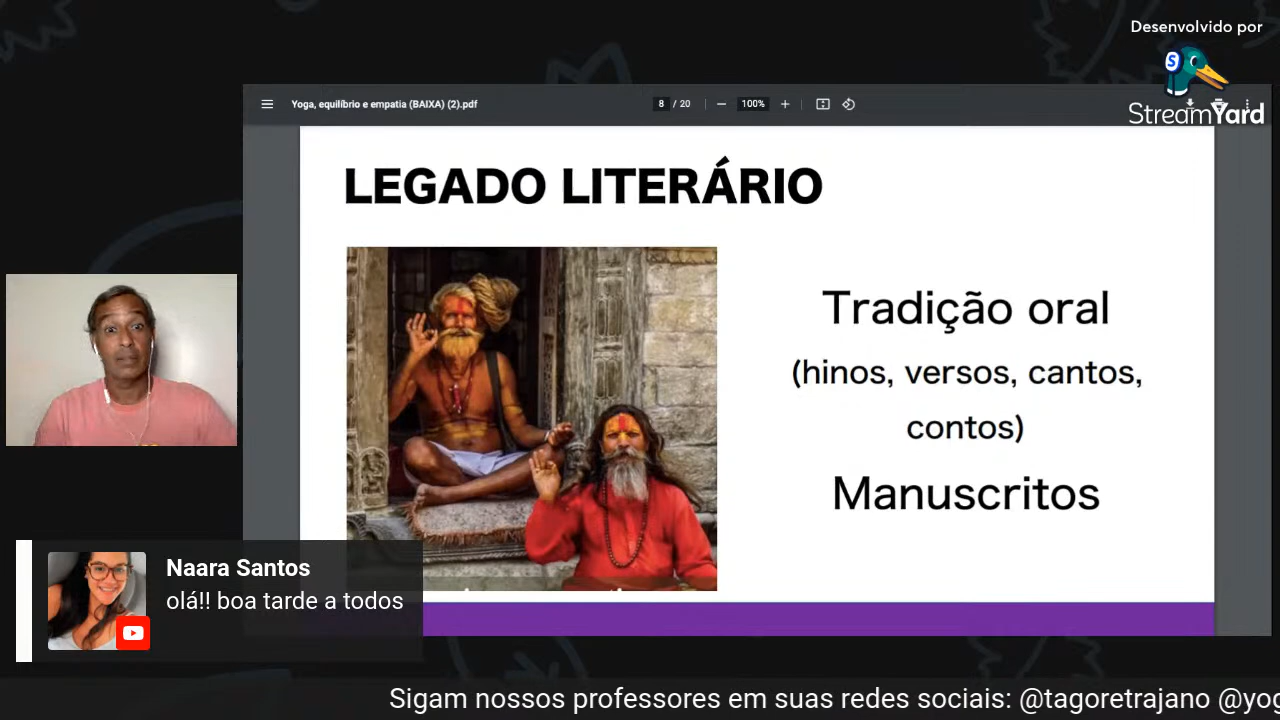 Desenvolvido por
StreamYard
Yoga, equilíbrio e empatia (BAIXA) (2).pdf
8 / 20
100%
LEGADO LITERÁRIO
Tradição oral
(hinos, versos, cantos,
contos)
Manuscritos
Naara Santos
olá!! boa tarde a todos
Sigam nossos professores em suas redes sociais: @tagoretrajano